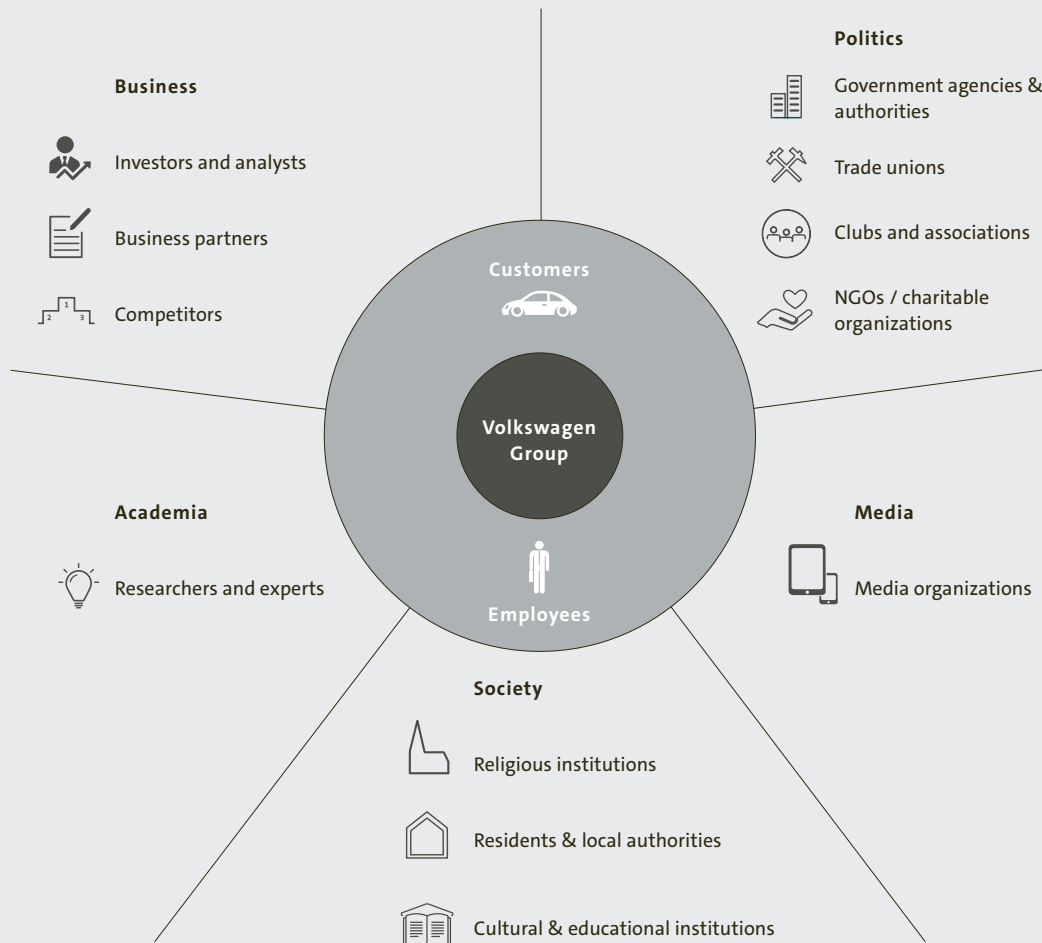 Business
Investors and analysts
Business partners
1
2
3
Competitors
Politics
Government agencies &
authorities
Trade unions
Clubs and associations
NGOs / charitable
organizations
Customers
Volkswagen
Group
Employees
Academia
Researchers and experts
Media
Media organizations
Society
Religious institutions
Residents & local authorities
Cultural & educational institutions